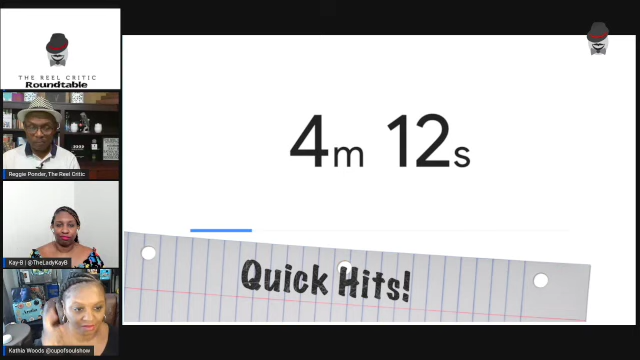 THE REEL CRITIC
Roundtable
Reggie Ponder, The Reel Critic
Kay-B | @TheLadyKayB
Kathia Woods @cupofsoulshow
4m 12s
Quick Hits!